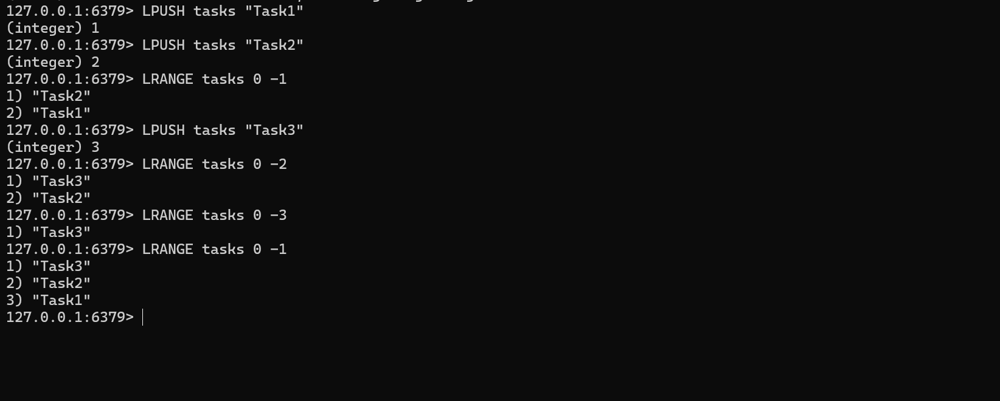 127.0.0.1:6379> LPUSH tasks "Task1"
(integer) 1
127.0.0.1:6379> LPUSH tasks "Task2"
(integer) 2
127.0.0.1:6379> LRANGE tasks 0 -1
1) "Task2"
2) "Task1"
127.0.0.1:6379> LPUSH tasks "Task3"
(integer) 3
127.0.0.1:6379> LRANGE tasks 0 -2
1) "Task3"
2) "Task2"
127.0.0.1:6379> LRANGE tasks 0 -3
1) "Task3"
127.0.0.1:6379> LRANGE tasks 0 -1
1) "Task3"
2) "Task2"
3) "Task1"
127.0.0.1:6379>